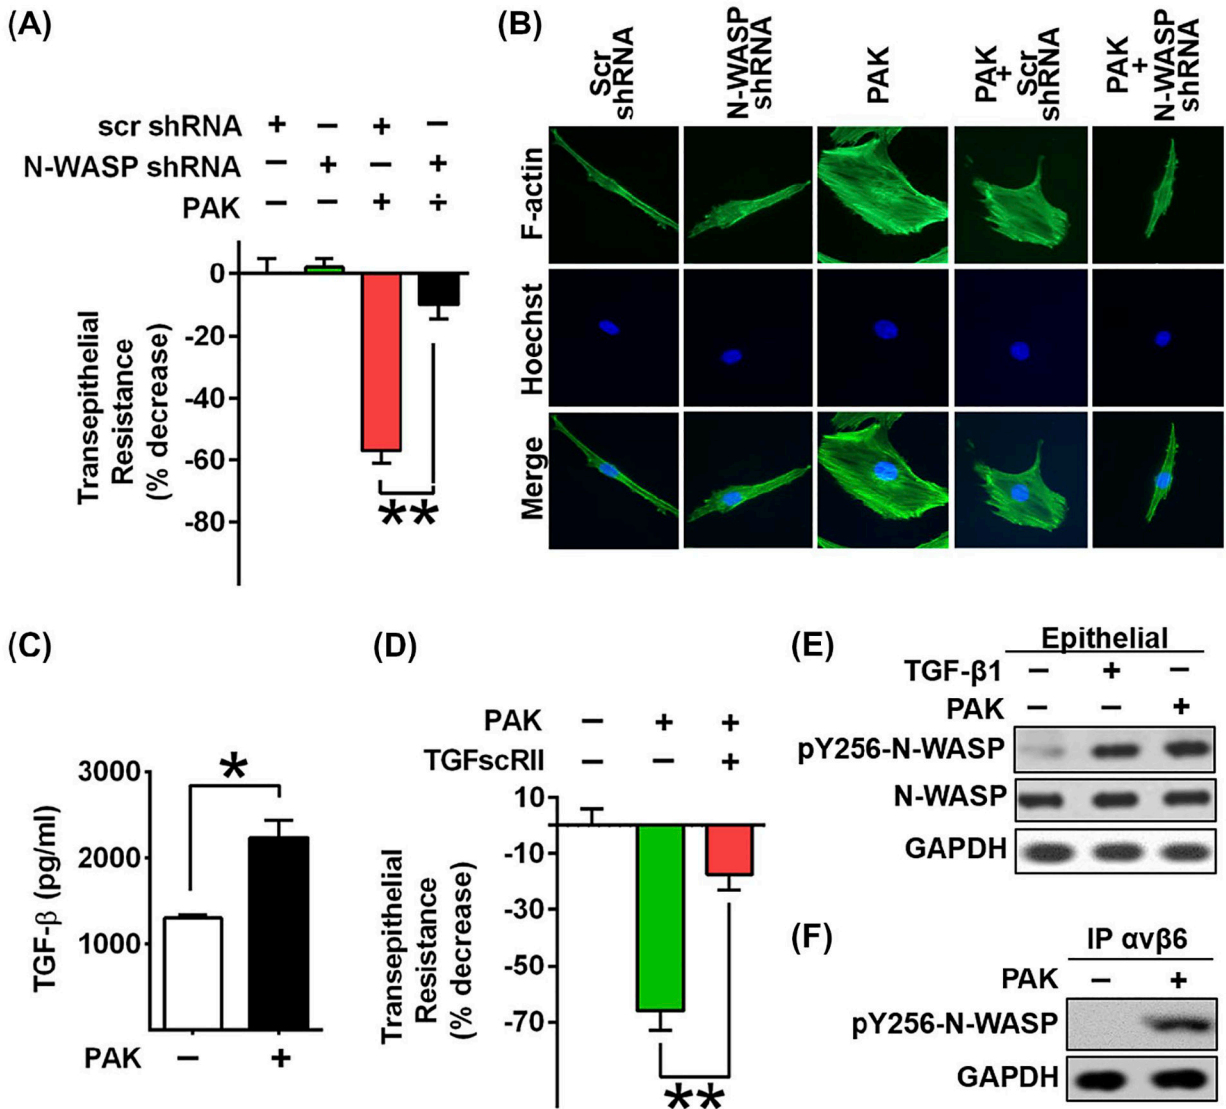 (A)
scr shRNA + – + –
N-WASP shRNA – + – +
PAK – – + +
0
-20
-40
-60
-80
Transepithelial
Resistance
(% decrease)
**
(B)
Scr
shRNA
N-WASP
shRNA
PAK
PAK
+
Scr
shRNA
PAK
+
N-WASP
shRNA
F-actin
Hoechst
Merge
(C)
3000
2000
1000
TGF-β (pg/ml)
*
PAK – +
(D)
PAK – + +
TGFscRII – – +
10
-10
-30
-50
-70
Transepithelial
Resistance
(% decrease)
**
(E)
Epithelial
TGF-β1 – + –
PAK – – +
pY256-N-WASP
N-WASP
GAPDH
(F)
IP αvβ6
PAK – +
pY256-N-WASP
GAPDH